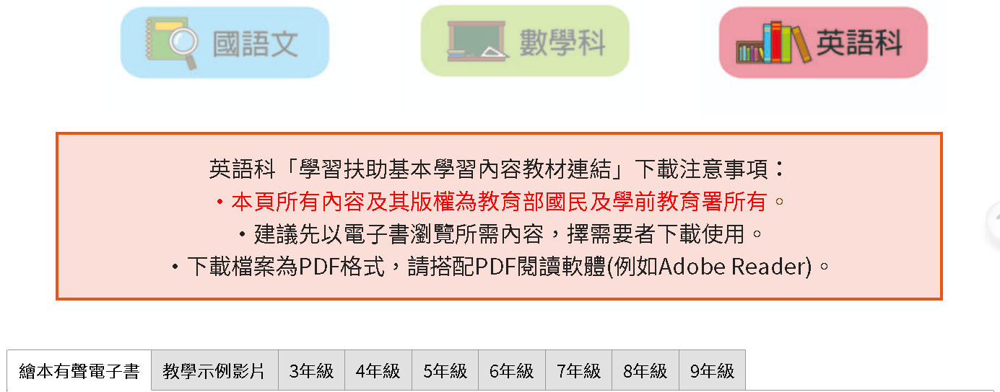 國語文
數學科
英語科
英語科「學習扶助基本學習內容教材連結」下載注意事項：
•本頁所有內容及其版權為教育部國民及學前教育署所有。
•建議先以電子書瀏覽所需內容，擇需要者下載使用。
•下載檔案為PDF格式，請搭配PDF閱讀軟體(例如Adobe Reader)。
繪本有聲電子書 教學示例影片 3年級 4年級 5年級 6年級 7年級 8年級 9年級